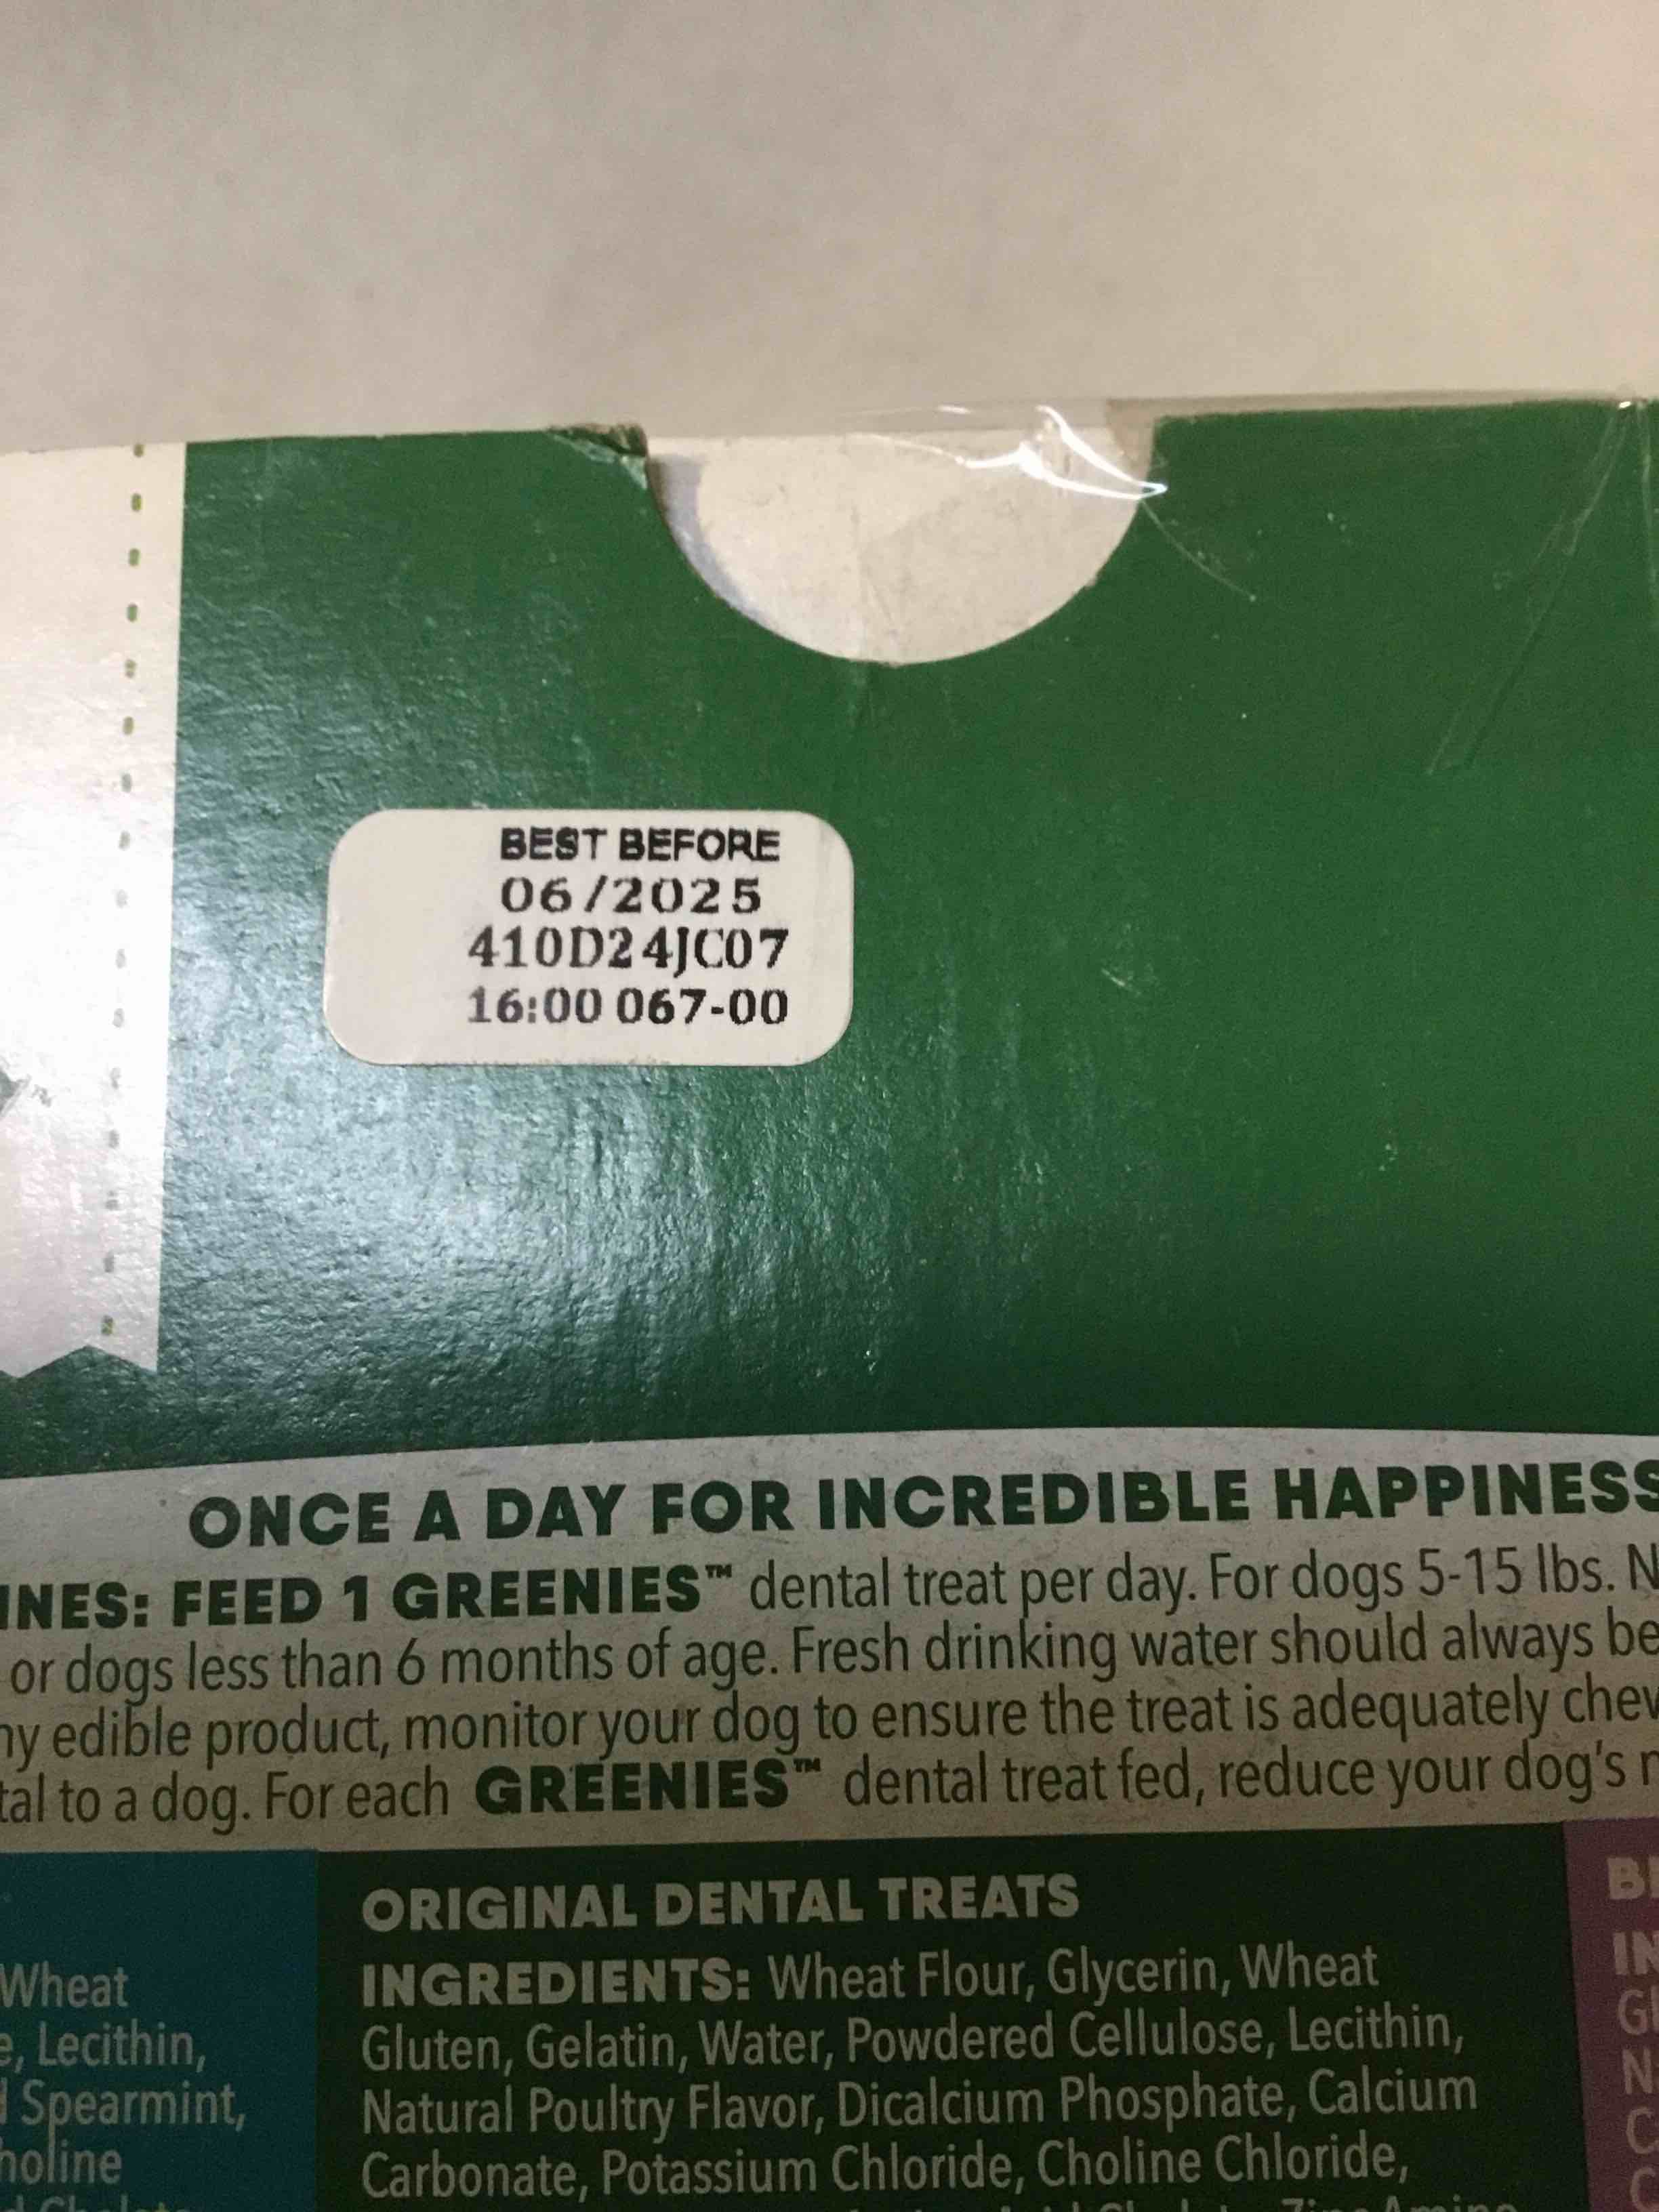 BEST BEFORE
06/2025
410D24JC07
16:00 067-00
ONCE A DAY FOR INCREDIBLE HAPPINESS
INES: FEED 1 GREENIES™ dental treat per day. For dogs 5-15 lbs. N
or dogs less than 6 months of age. Fresh drinking water should always be
ny edible product, monitor your dog to ensure the treat is adequately chew
tal to a dog. For each GREENIES™ dental treat fed, reduce your dog's
Wheat
e, Lecithin,
Spearmint,
holine
ORIGINAL DENTAL TREATS
INGREDIENTS: Wheat Flour, Glycerin, Wheat
Gluten, Gelatin, Water, Powdered Cellulose, Lecithin,
Natural Poultry Flavor, Dicalcium Phosphate, Calcium
Carbonate, Potassium Chloride, Choline Chloride,
IN